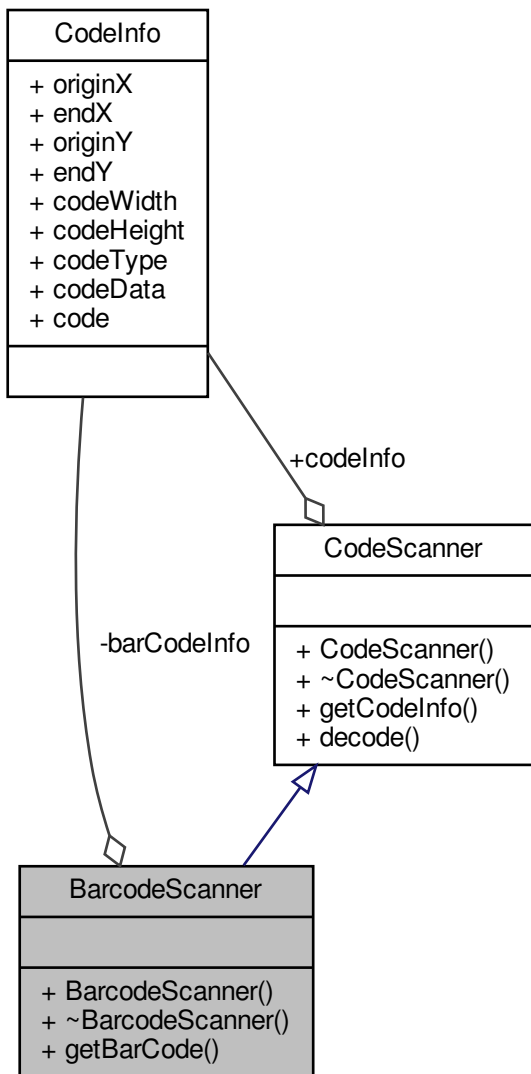 CodeInfo
+ originX
+ endX
+ originY
+ endY
+ codeWidth
+ codeHeight
+ codeType
+ codeData
+ code
+codeInfo
CodeScanner
+ CodeScanner()
+ ~CodeScanner()
+ getCodeInfo()
+ decode()
-barCodeInfo
BarcodeScanner
+ BarcodeScanner()
+ ~BarcodeScanner()
+ getBarCode()